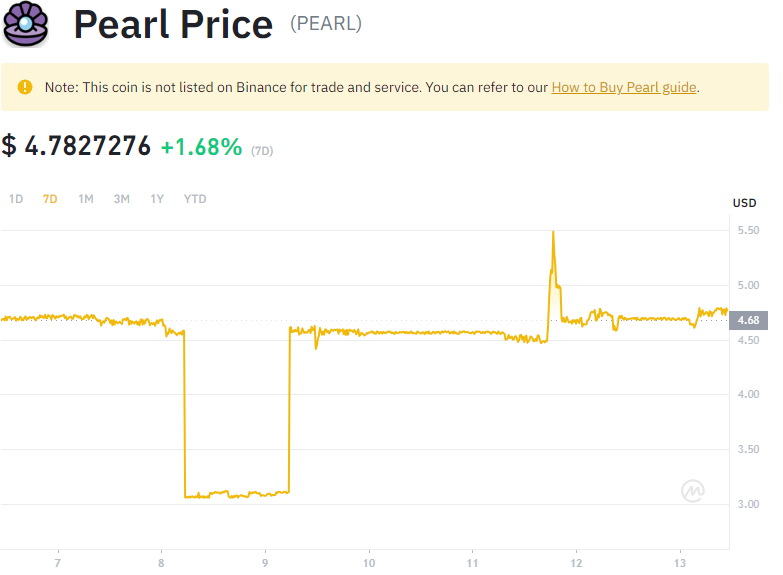 Pearl Price (PEARL)
Note: This coin is not listed on Binance for trade and service. You can refer to our How to Buy Pearl guide.
$ 4.7827276 +1.68% (7D)
1D 7D 1M 3M 1Y YTD
USD
5.50
5.00
4.68
4.50
4.00
3.50
3.00
7 8 9 10 11 12 13